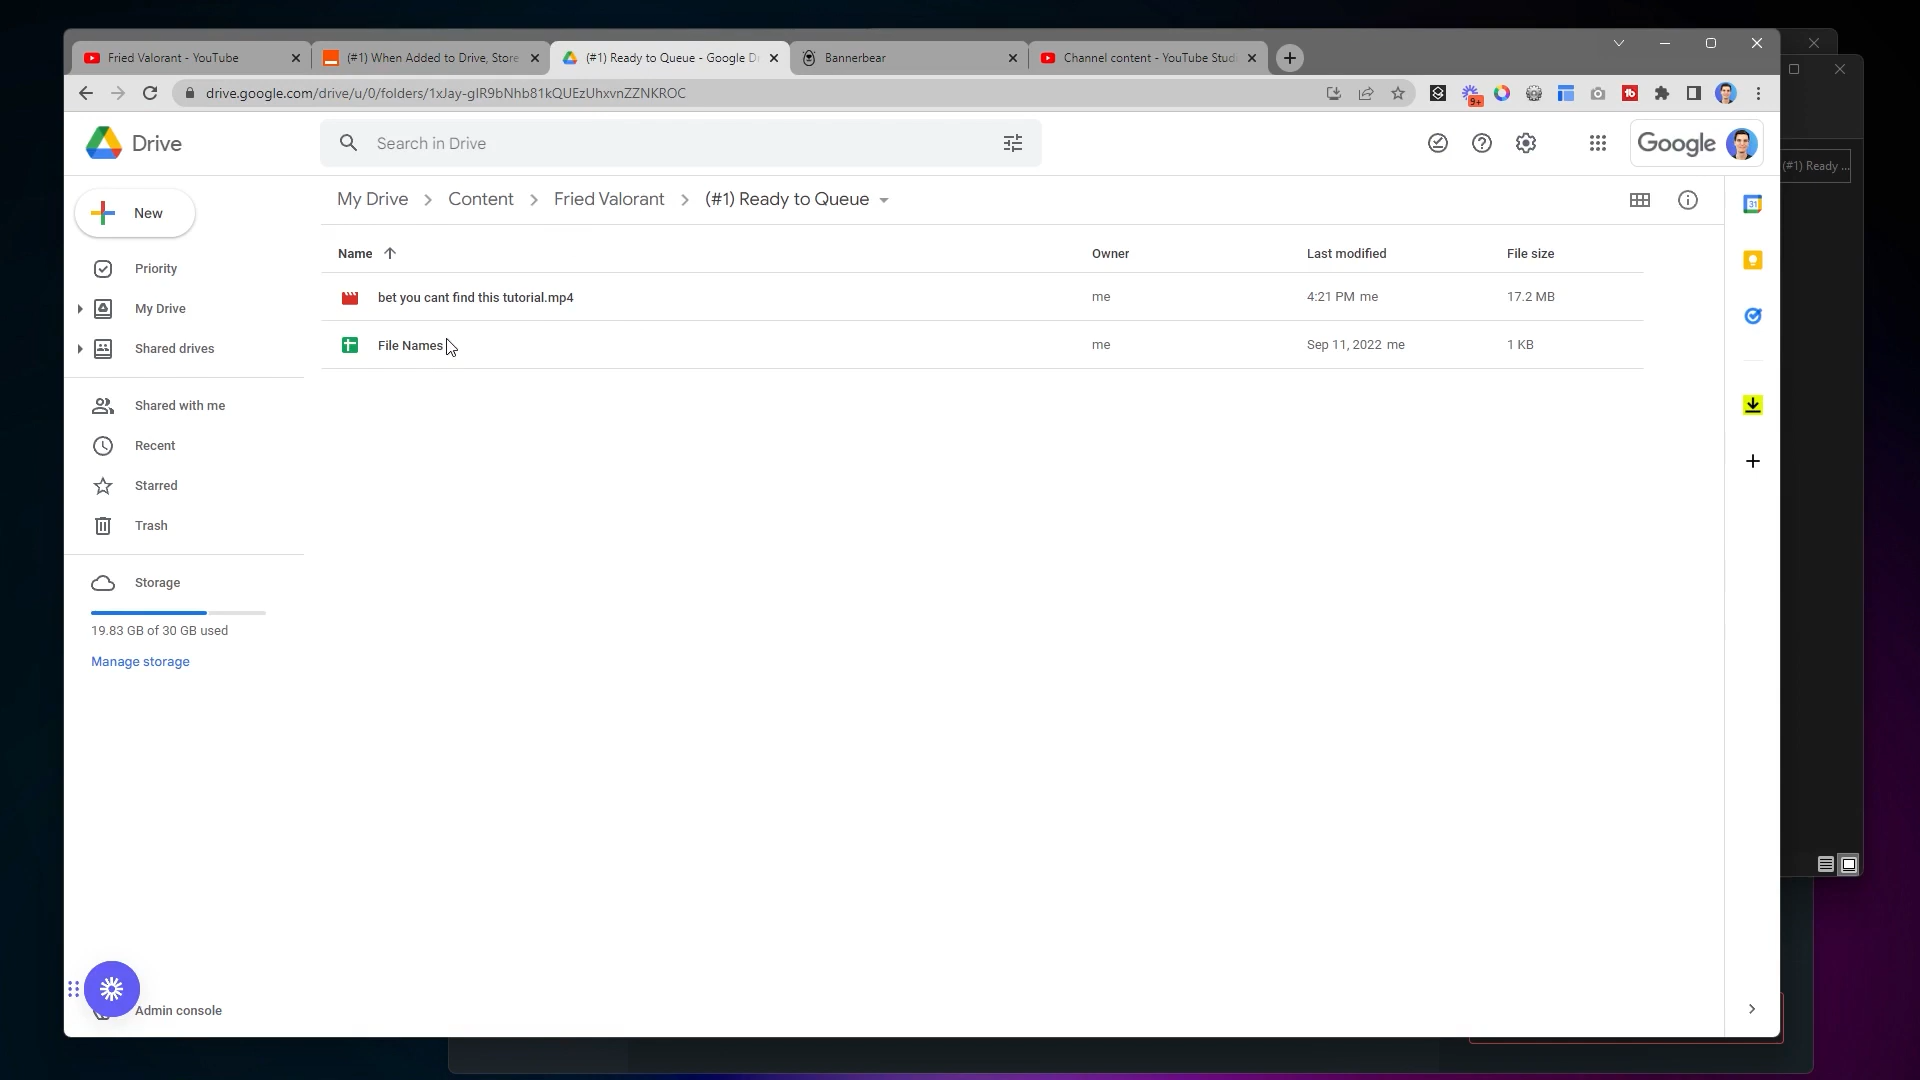 Fried Valorant - YouTube
(#1) When Added to Drive, Store
(#1) Ready to Queue - Google Dr
Bannerbear
Channel content - YouTube Stud
drive.google.com/drive/u/0/folders/1xJay-gIR9bNhb81kQUEzUhxvnZZNKROC
9+
Drive
Search in Drive
Google
(#1) Ready ...
New
My Drive
Content
Fried Valorant
(#1) Ready to Queue
31
Name
Owner
Last modified
File size
Priority
bet you cant find this tutorial.mp4
me
4:21 PM me
17.2 MB
My Drive
File Names
me
Sep 11, 2022 me
1 KB
Shared drives
Shared with me
Recent
Starred
Trash
Storage
19.83 GB of 30 GB used
Manage storage
Admin console